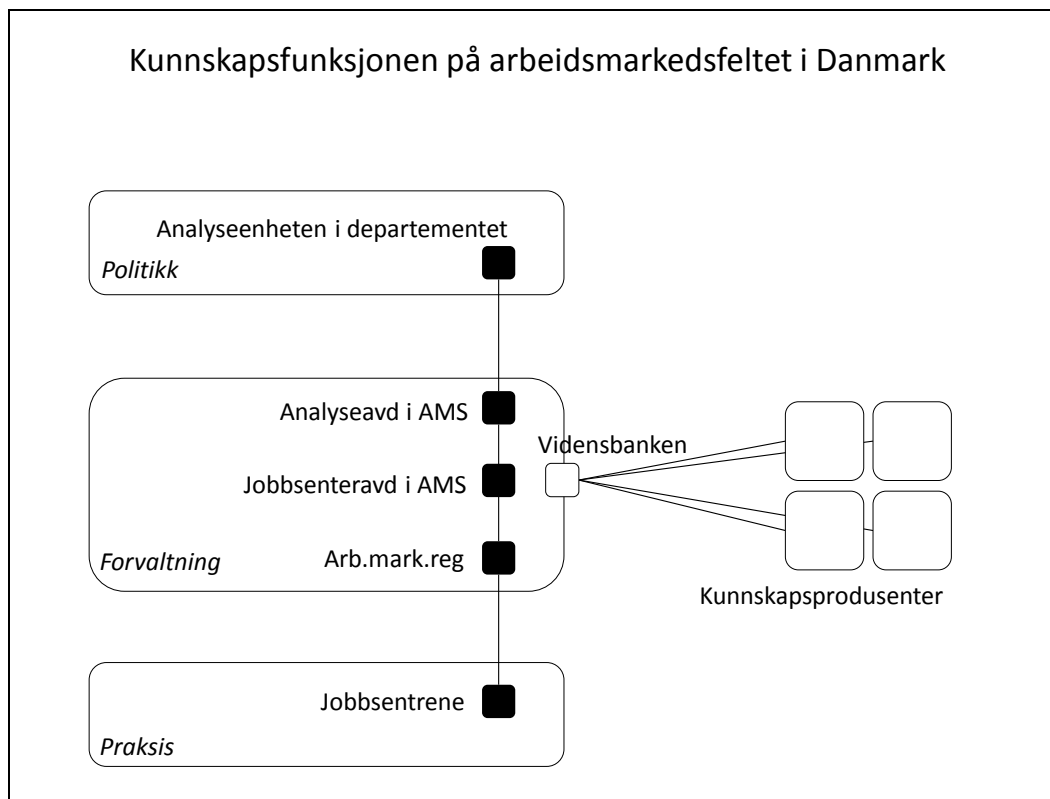 Kunnskapsfunksjonen på arbeidsmarkedsfeltet i Danmark
Analyseenheten i departementet
Politikk
Analyseavd i AMS
Vidensbanken
Jobbsenteravd i AMS
Arb.mark.reg
Forvaltning
Kunnskapsprodusenter
Jobbsentrene
Praksis